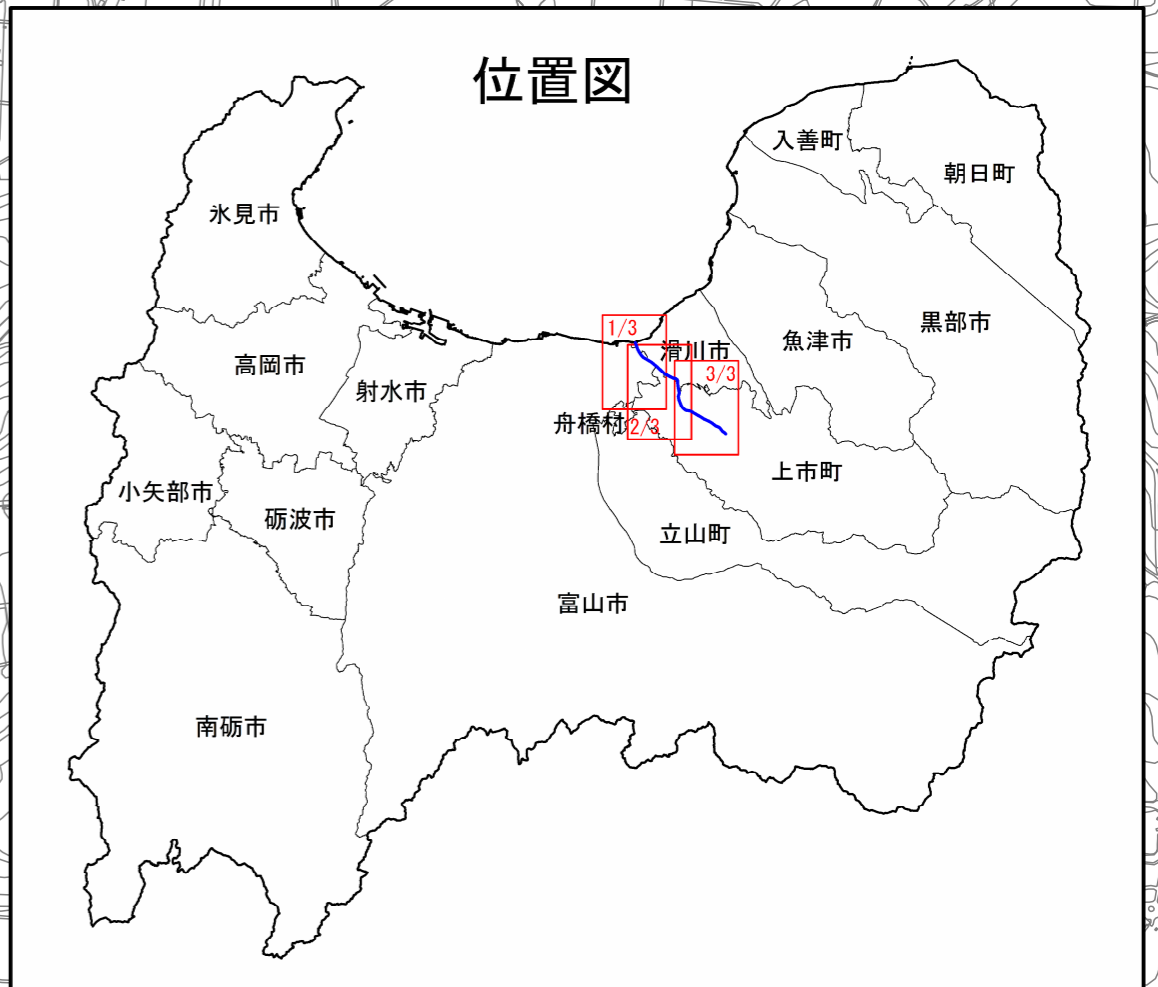 位置図
入善町
朝日町
氷見市
黒部市
1/3
魚津市
滑川市
高岡市
3/3
射水市
舟橋村
2/3
上市町
小矢部市
砺波市
立山町
富山市
南砺市